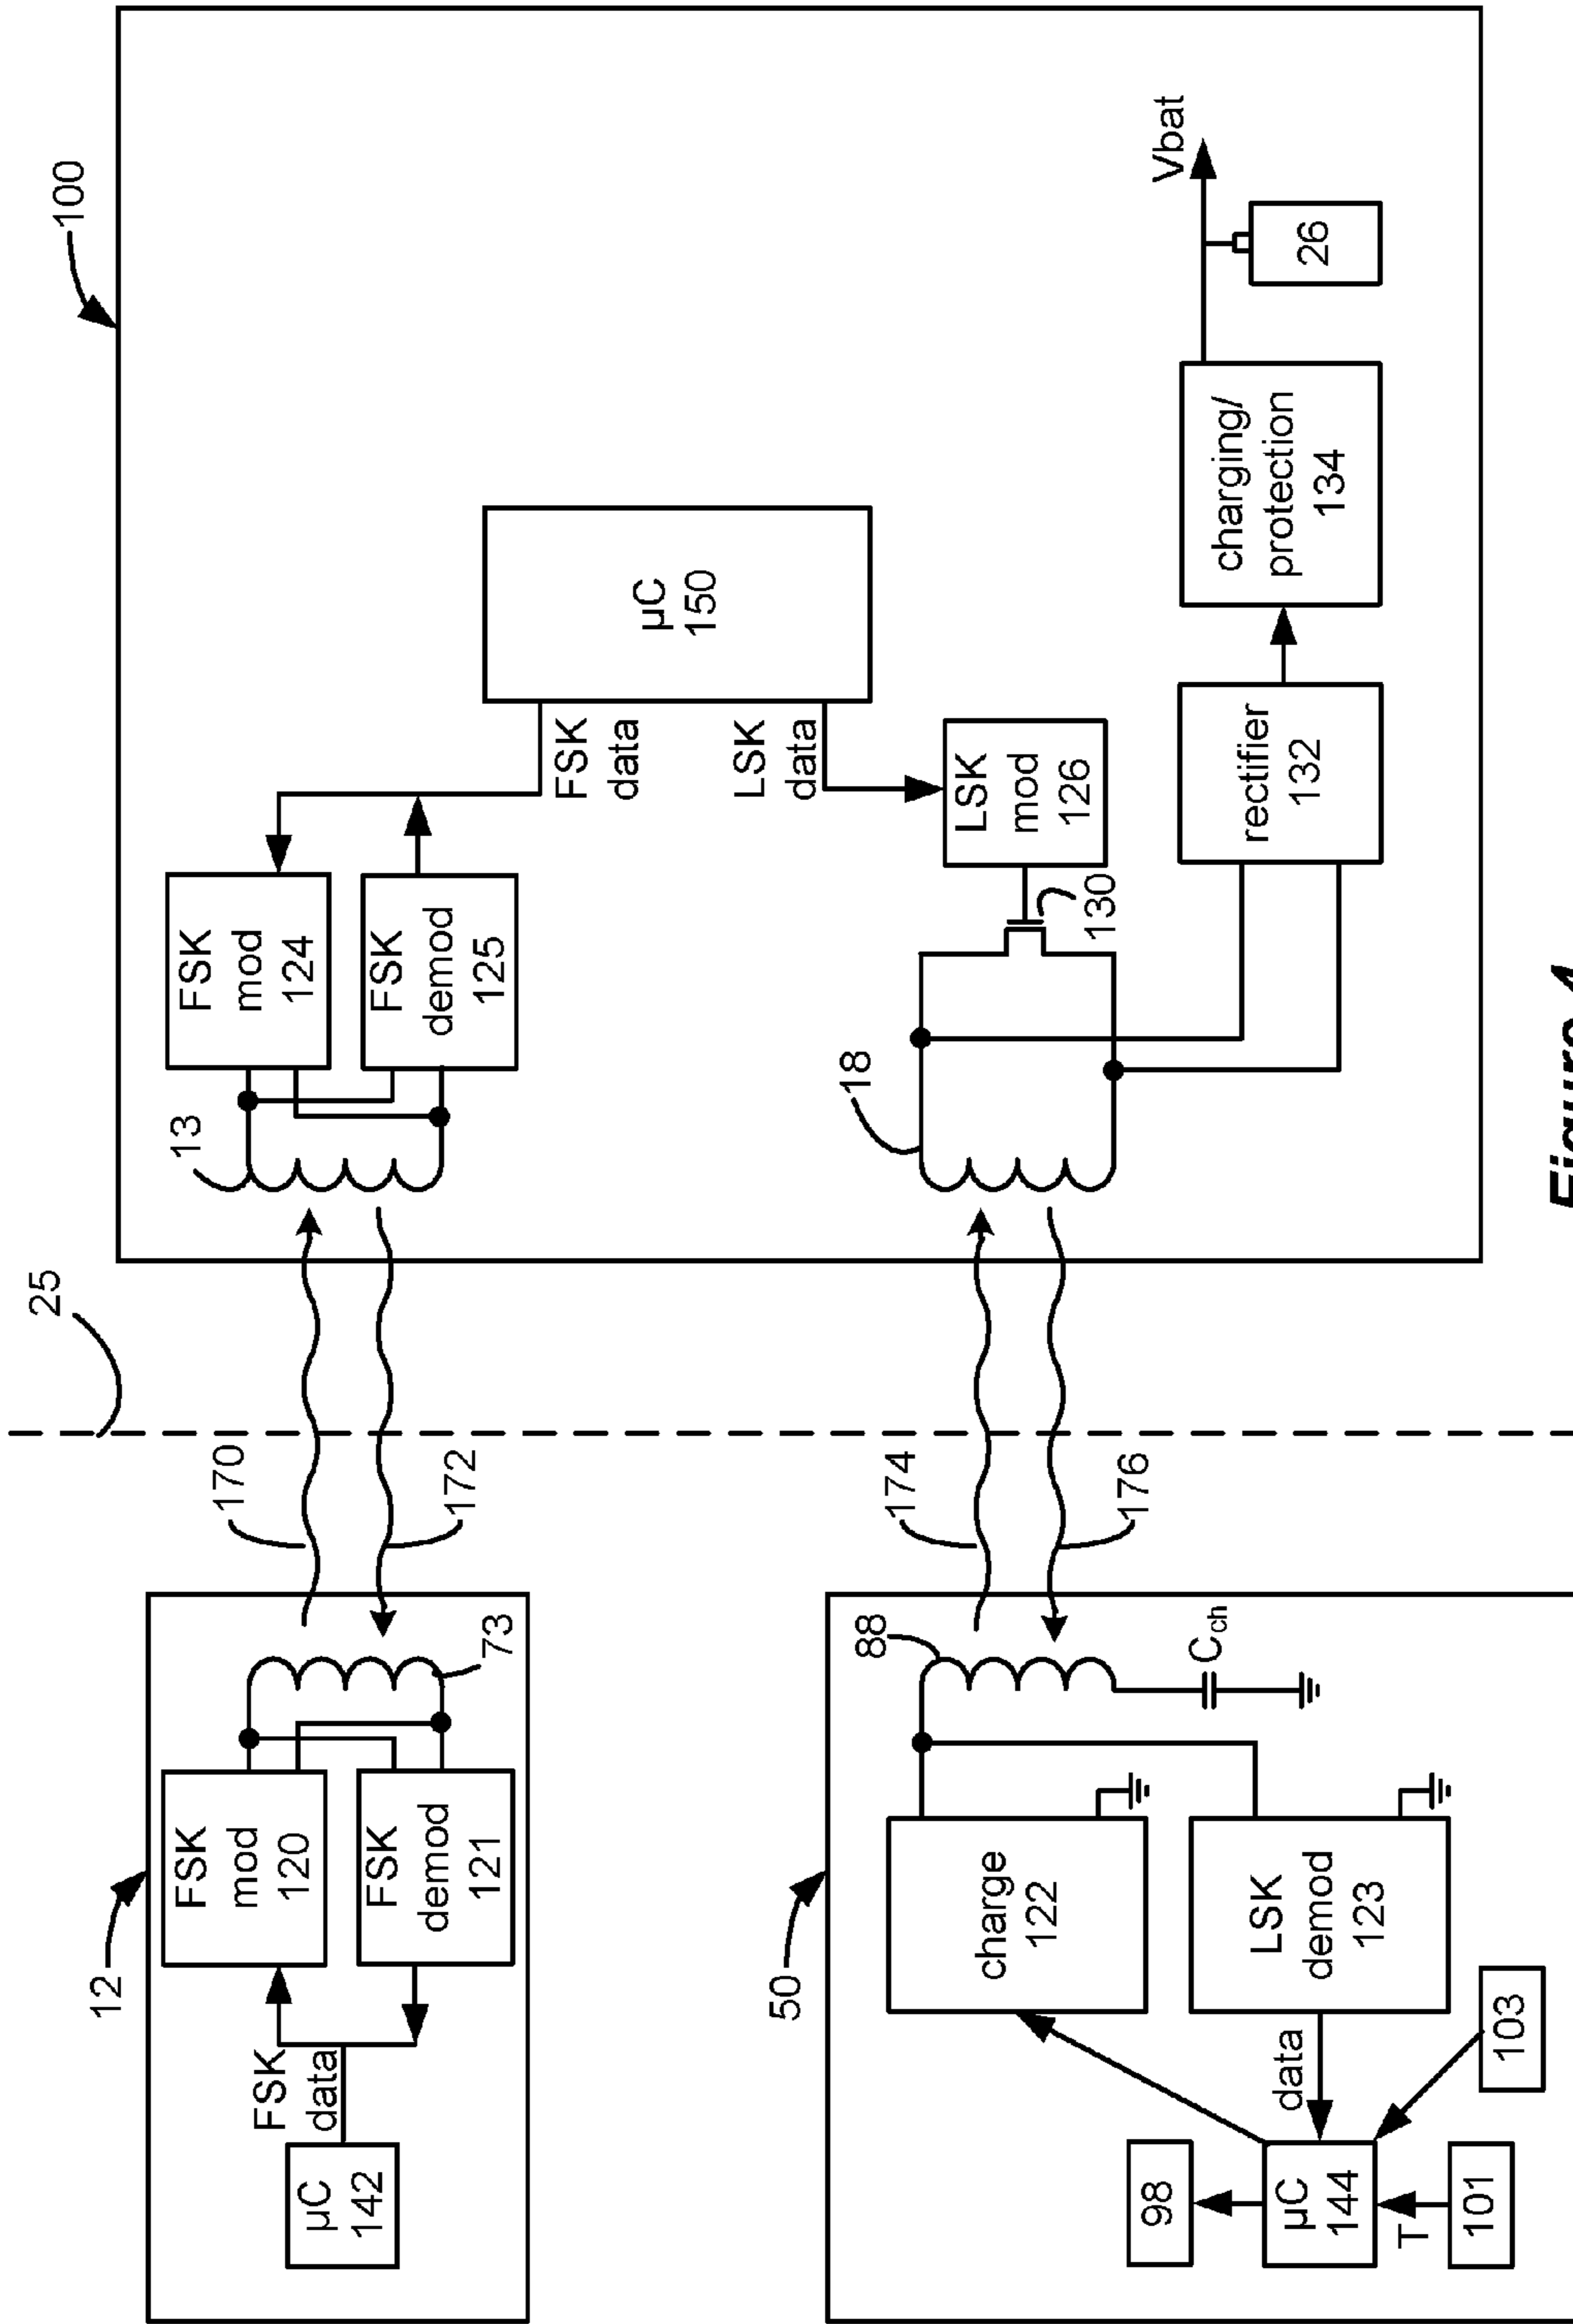 25
100
12
FSK
mod
120
170
13
FSK
mod
124
FSK
data
µC
142
FSK
demod
121
73
172
FSK
demod
125
FSK
data
µC
150
LSK
data
50
88
174
18
LSK
mod
126
130
charge
122
176
Cch
98
data
LSK
demod
123
µC
144
T
101
103
rectifier
132
charging/
protection
134
Vbat
26
Figure 4